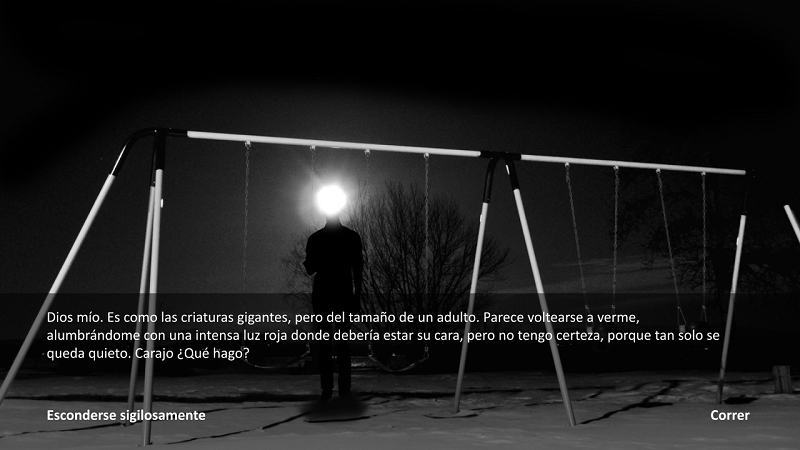 Dios mío. Es como las criaturas gigantes, pero del tamaño de un adulto. Parece voltearse a verme,
alumbrándome con una intensa luz roja donde debería estar su cara, pero no tengo certeza, porque tan solo se
queda quieto. Carajo ¿Qué hago?
Esconderse sigilosamente
Correr